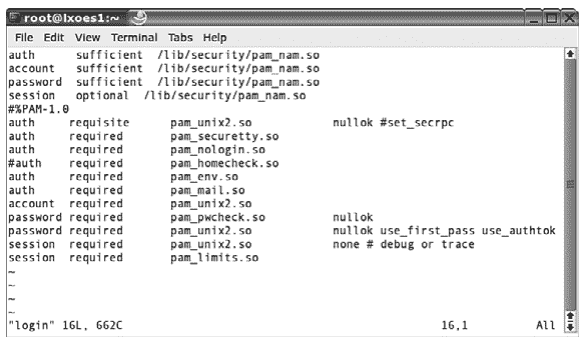 root@lxoes1:~
File Edit View Terminal Tabs Help
auth sufficient /lib/security/pam_nam.so
account sufficient /lib/security/pam_nam.so
password sufficient /lib/security/pam_nam.so
session optional /lib/security/pam_nam.so
#%PAM-1.0
auth requisite pam_unix2.so nullok #set_secrpc
auth required pam_securetty.so
auth required pam_nologin.so
#auth required pam_homecheck.so
auth required pam_env.so
auth required pam_mail.so
account required pam_unix2.so
password required pam_pwcheck.so nullok
password required pam_unix2.so nullok use_first_pass use_authtok
session required pam_unix2.so none # debug or trace
session required pam_limits.so
~
~
~
~
"login" 16L, 662C 16,1 All